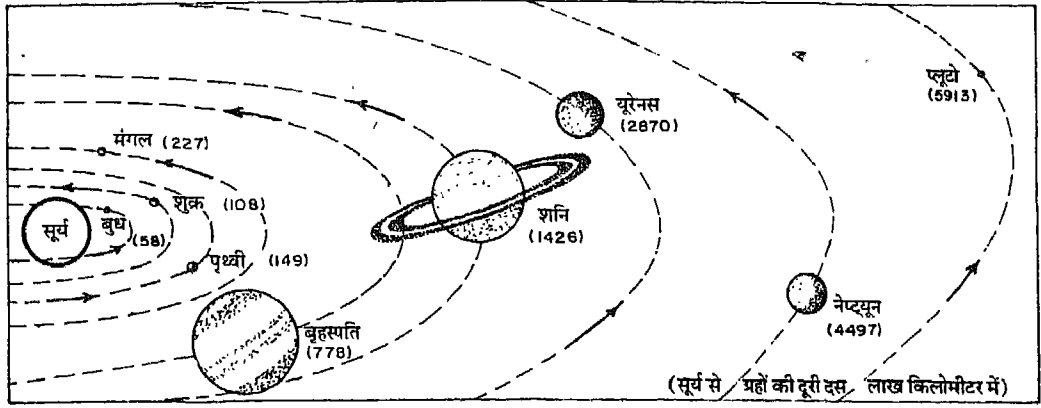 प्लूटो
(5913)
यूरेनस
(2870)
मंगल (227)
शुक्र (108)
सूर्य
बुध
(58)
शनि
(1426)
पृथ्वी (149)
नेप्ट्यून
(4497)
बृहस्पति
(778)
(सूर्य से ग्रहों की दूरी दस लाख किलोमीटर में)